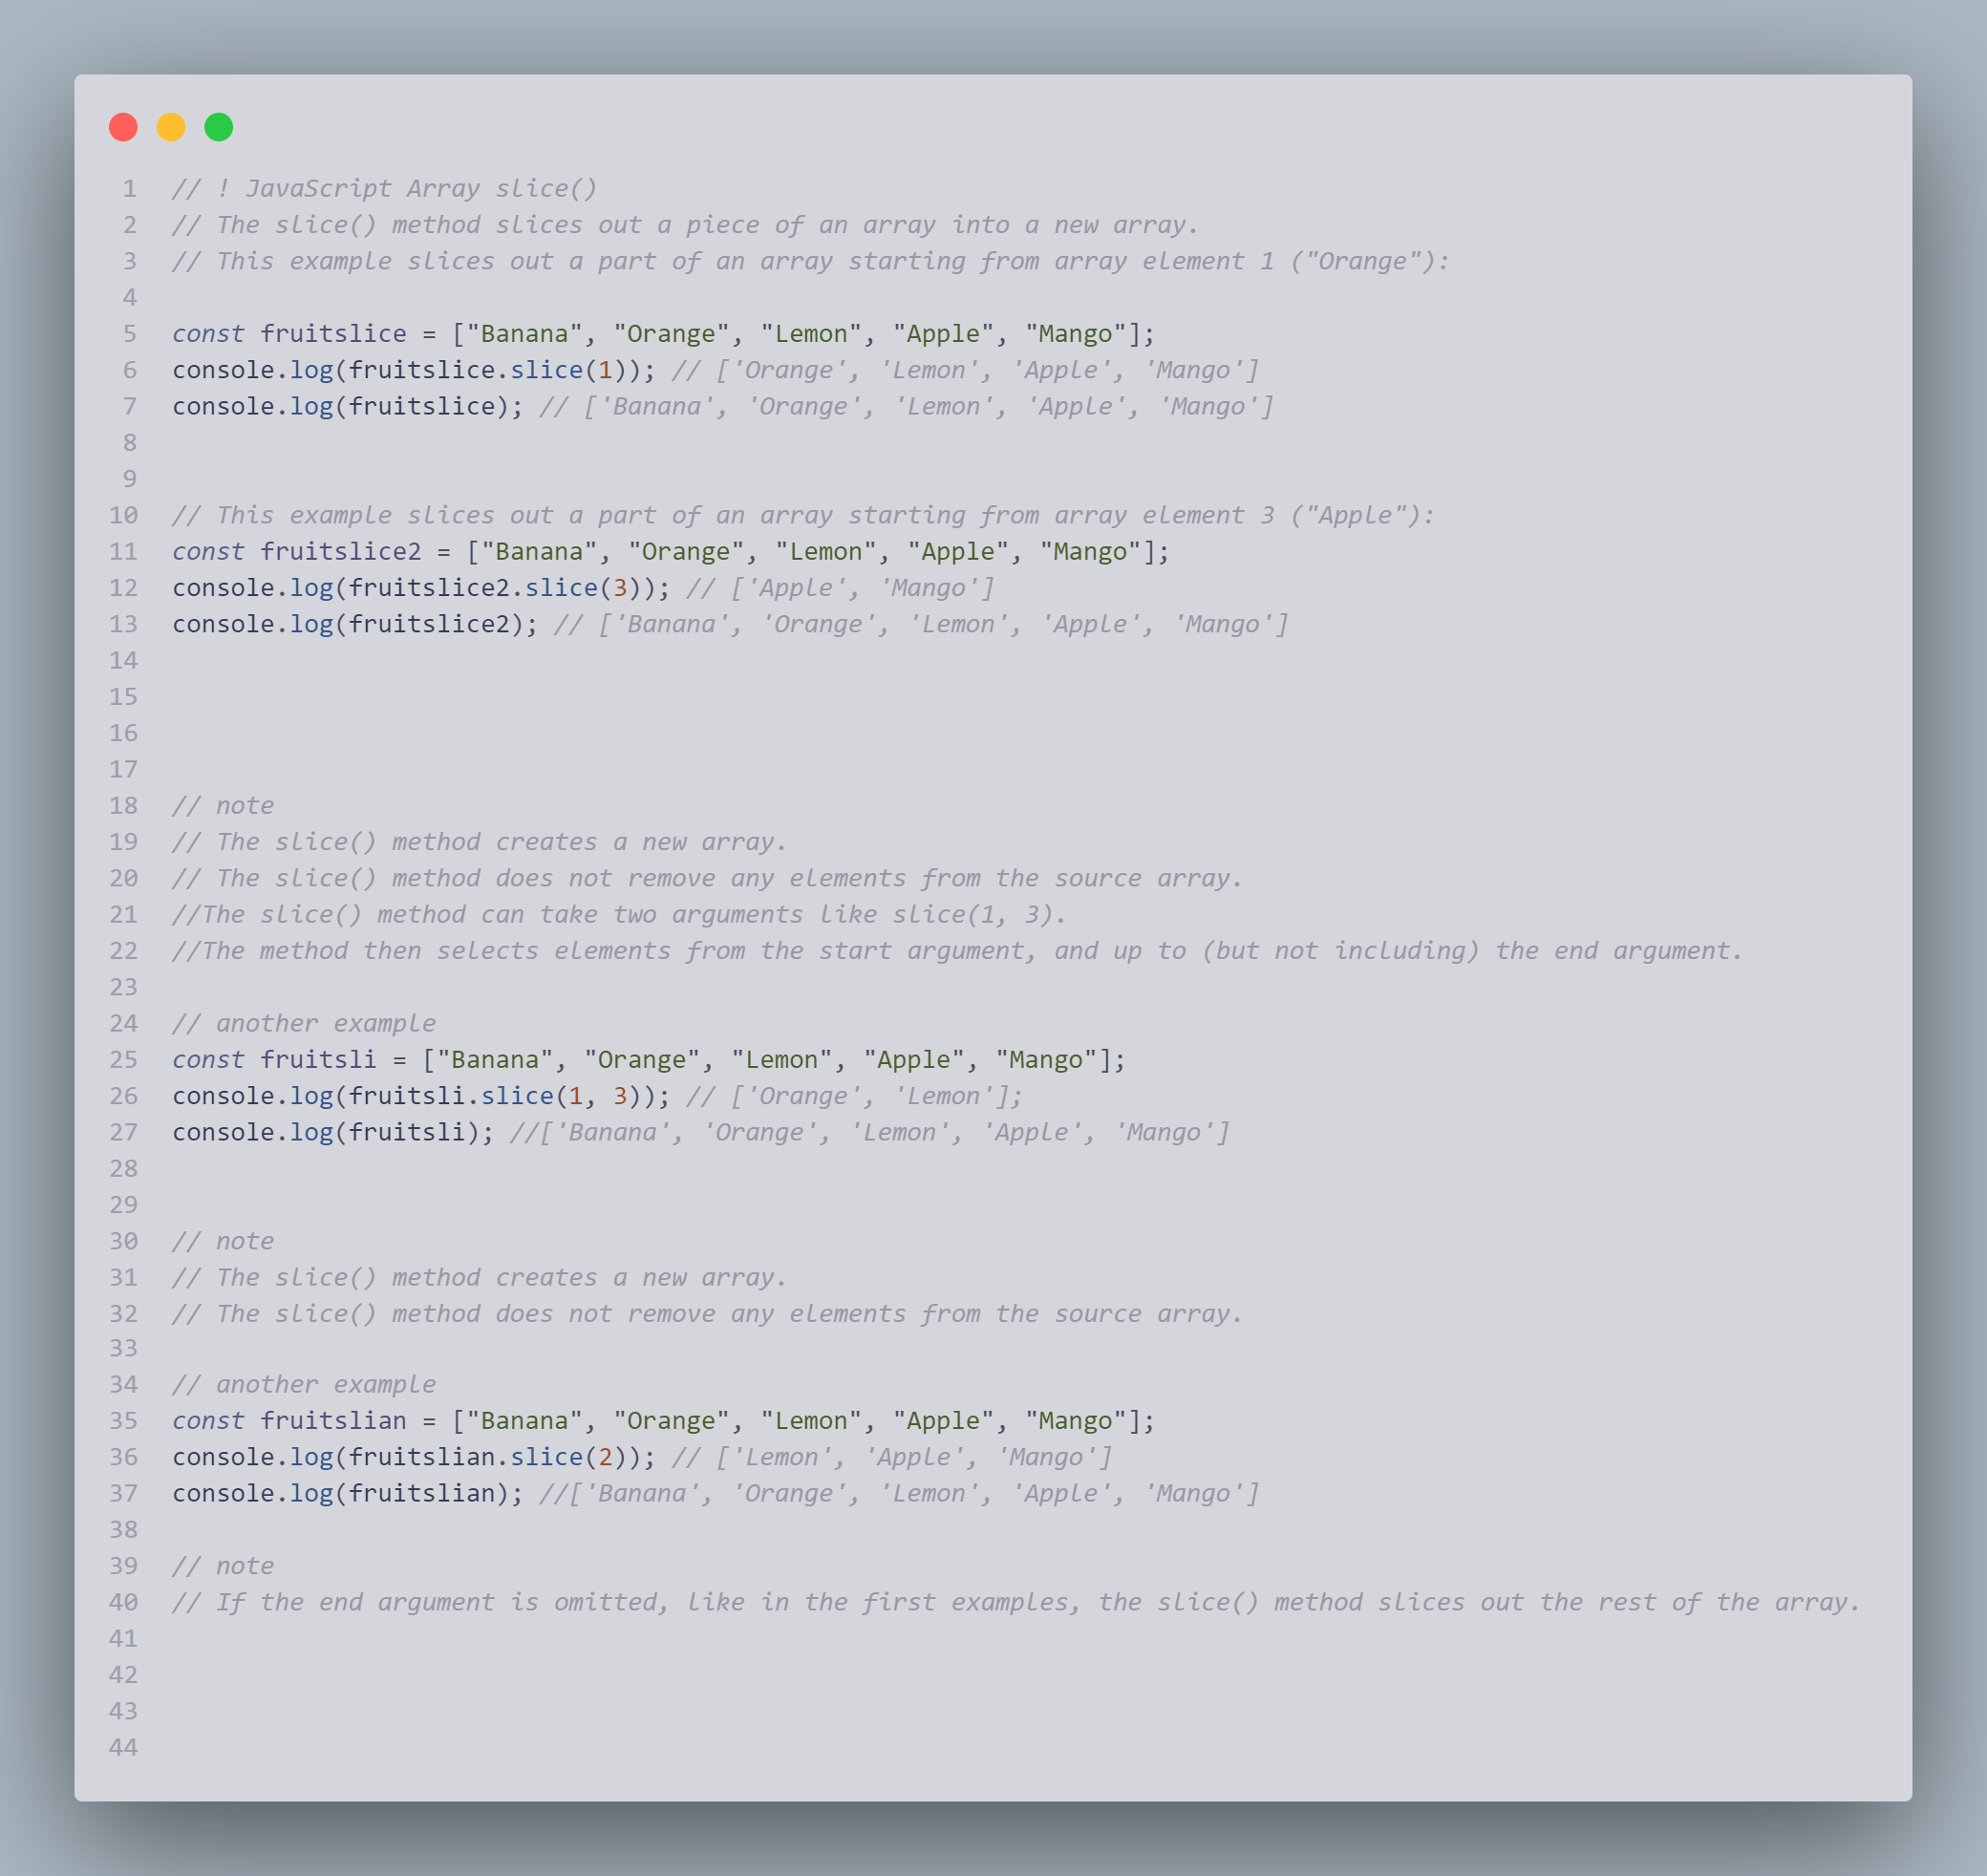 1 // ! JavaScript Array slice()
2 // The slice() method slices out a piece of an array into a new array.
3 // This example slices out a part of an array starting from array element 1 ("Orange"):
4
5 const fruitslice = ["Banana", "Orange", "Lemon", "Apple", "Mango"];
6 console.log(fruitslice.slice(1)); // ['Orange', 'Lemon', 'Apple', 'Mango']
7 console.log(fruitslice); // ['Banana', 'Orange', 'Lemon', 'Apple', 'Mango']
8
9
10 // This example slices out a part of an array starting from array element 3 ("Apple"):
11 const fruitslice2 = ["Banana", "Orange", "Lemon", "Apple", "Mango"];
12 console.log(fruitslice2.slice(3)); // ['Apple', 'Mango']
13 console.log(fruitslice2); // ['Banana', 'Orange', 'Lemon', 'Apple', 'Mango']
14
15
16
17
18 // note
19 // The slice() method creates a new array.
20 // The slice() method does not remove any elements from the source array.
21 //The slice() method can take two arguments like slice(1, 3).
22 //The method then selects elements from the start argument, and up to (but not including) the end argument.
23
24 // another example
25 const fruitsli = ["Banana", "Orange", "Lemon", "Apple", "Mango"];
26 console.log(fruitsli.slice(1, 3)); // ['Orange', 'Lemon'];
27 console.log(fruitsli); //['Banana', 'Orange', 'Lemon', 'Apple', 'Mango']
28
29
30 // note
31 // The slice() method creates a new array.
32 // The slice() method does not remove any elements from the source array.
33
34 // another example
35 const fruitslian = ["Banana", "Orange", "Lemon", "Apple", "Mango"];
36 console.log(fruitslian.slice(2)); // ['Lemon', 'Apple', 'Mango']
37 console.log(fruitslian); //['Banana', 'Orange', 'Lemon', 'Apple', 'Mango']
38
39 // note
40 // If the end argument is omitted, like in the first examples, the slice() method slices out the rest of the array.
41
42
43
44